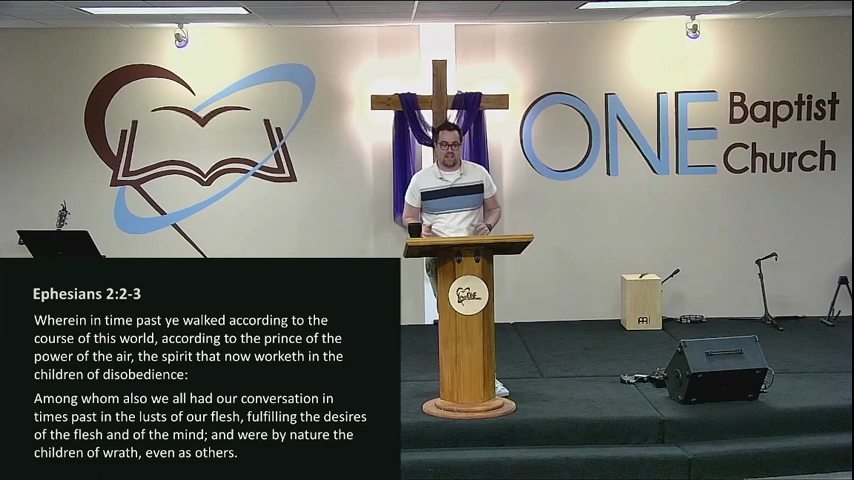 ONE
Baptist
Church
ONE
Ephesians 2:2-3
Wherein in time past ye walked according to the
course of this world, according to the prince of the
power of the air, the spirit that now worketh in the
children of disobedience:
Among whom also we all had our conversation in
times past in the lusts of our flesh, fulfilling the desires
of the flesh and of the mind; and were by nature the
children of wrath, even as others.